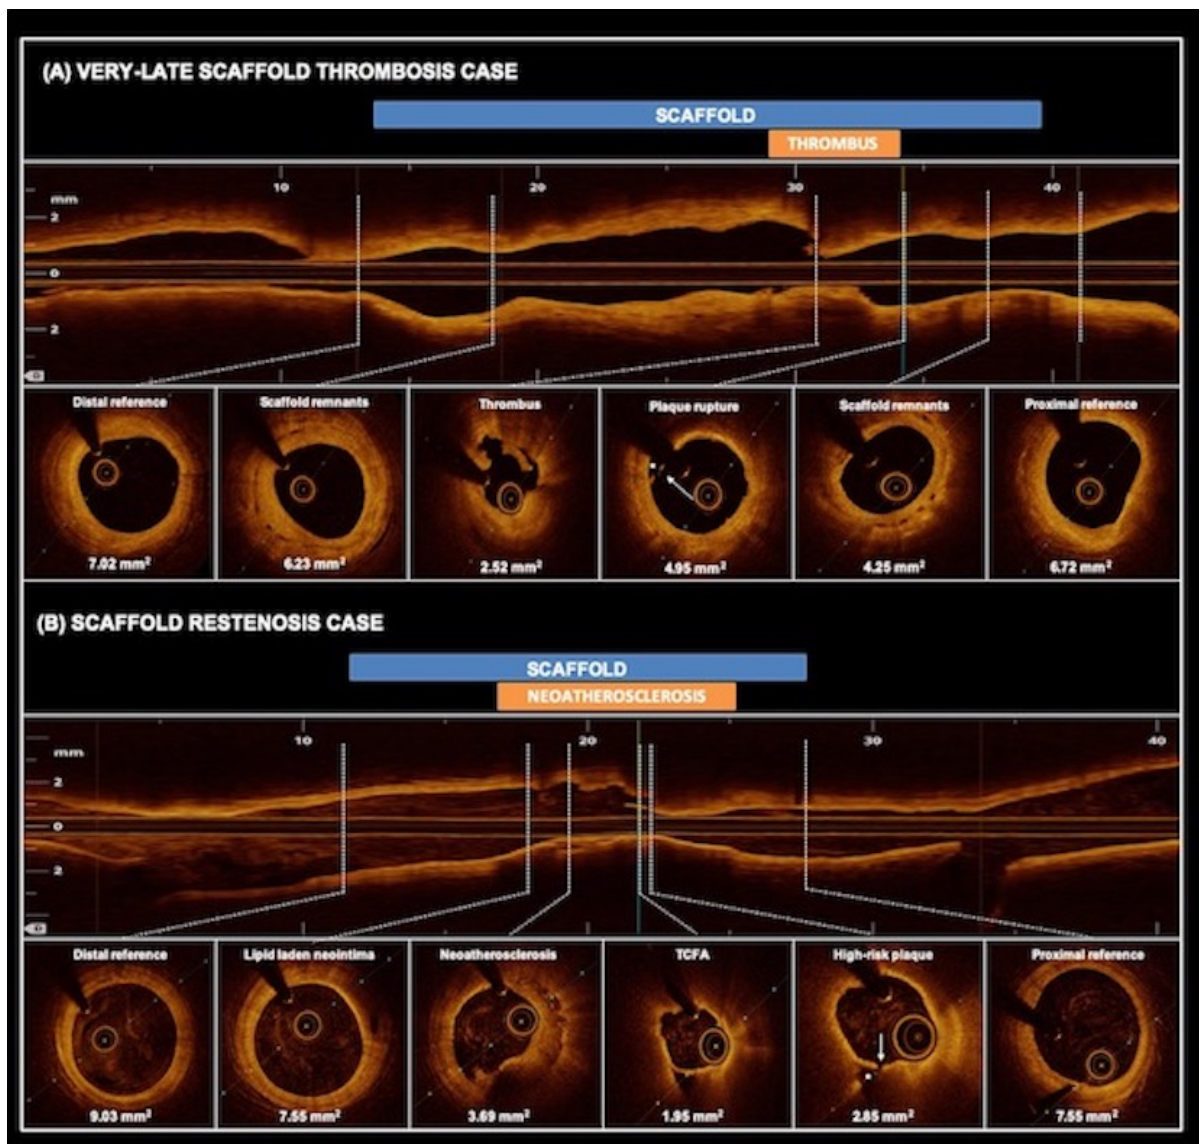 (A) VERY-LATE SCAFFOLD THROMBOSIS CASE
SCAFFOLD
THROMBUS
10 20 30 40
mm
2
0
2
Distal reference Scaffold remnants Thrombus Plaque rupture Scaffold remnants Proximal reference
7.02 mm² 6.23 mm² 2.52 mm² 4.95 mm² 4.25 mm² 6.72 mm²
(B) SCAFFOLD RESTENOSIS CASE
SCAFFOLD
NEOATHEROSCLEROSIS
10 20 30 40
mm
2
0
2
Distal reference Lipid laden neointima Neoatherosclerosis TCFA High-risk plaque Proximal reference
9.03 mm² 7.55 mm² 3.69 mm² 1.95 mm² 2.85 mm² 7.55 mm²